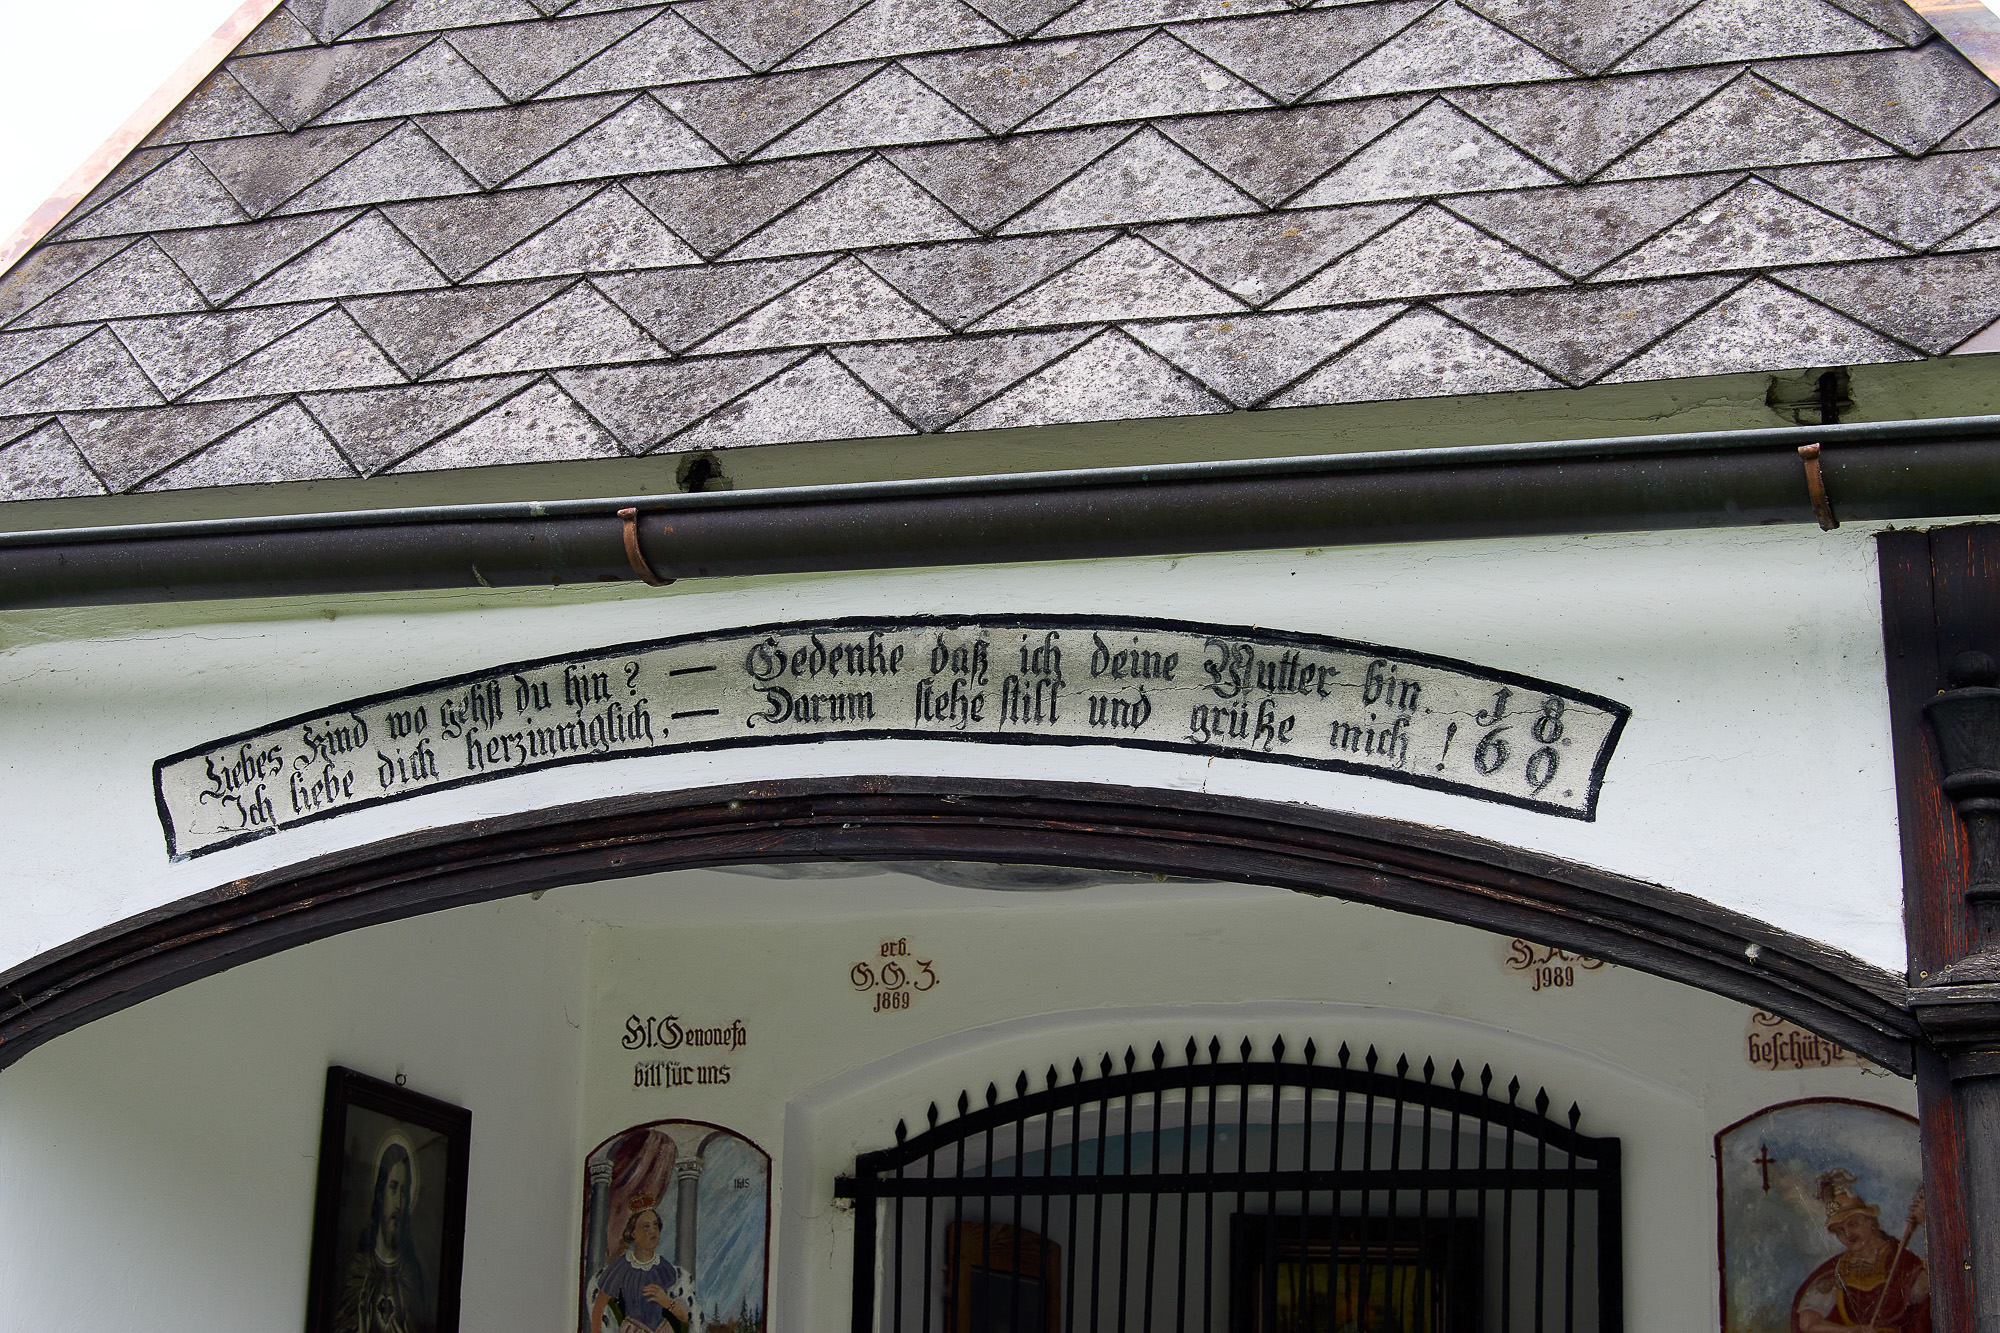 Liebes Kind wo gehst du hin? — Gedenke daß ich deine Mutter bin. 18
Ich liebe dich herzinniglich, — Darum stehe still und grüße mich! 69.
erb.
G.G.Z.
1869
1989
Hl. Genovefa
bitt für uns
beschütze
IHS